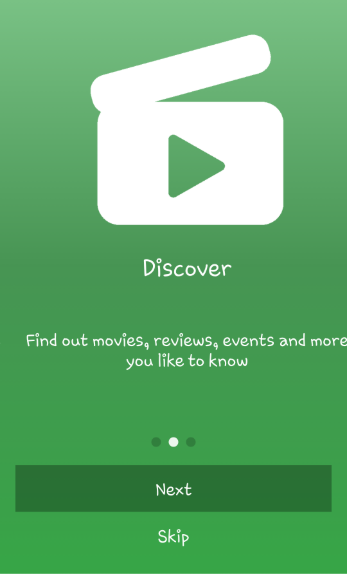 Discover
Find out movies, reviews, events and more
you like to know
Next
Skip